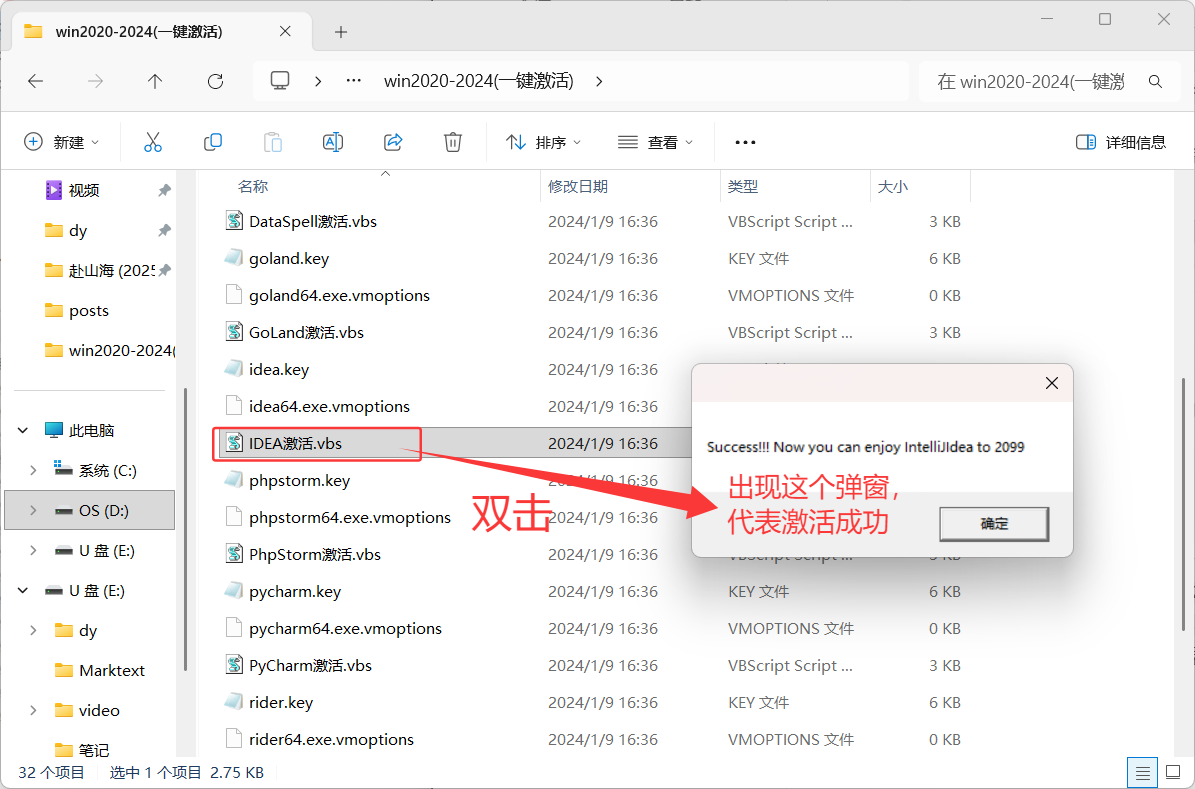 win2020-2024(一键激活)
win2020-2024(一键激活)
在 win2020-2024(一键激
新建
排序
查看
详细信息
视频
dy
赴山海 (2025
posts
win2020-2024(
此电脑
系统 (C:)
OS (D:)
U 盘 (E:)
U 盘 (E:)
dy
Marktext
video
笔记
名称 修改日期 类型 大小
DataSpell激活.vbs 2024/1/9 16:36 VBScript Script ... 3 KB
goland.key 2024/1/9 16:36 KEY 文件 6 KB
goland64.exe.vmoptions 2024/1/9 16:36 VMOPTIONS 文件 0 KB
GoLand激活.vbs 2024/1/9 16:36 VBScript Script ... 3 KB
idea.key 2024/1/9 16:36
idea64.exe.vmoptions 2024/1/9 16:36
IDEA激活.vbs 2024/1/9 16:36
phpstorm.key 2024/1/9 16:36
phpstorm64.exe.vmoptions 2024/1/9 16:36
PhpStorm激活.vbs 2024/1/9 16:36
pycharm.key 2024/1/9 16:36 KEY 文件 6 KB
pycharm64.exe.vmoptions 2024/1/9 16:36 VMOPTIONS 文件 0 KB
PyCharm激活.vbs 2024/1/9 16:36 VBScript Script ... 3 KB
rider.key 2024/1/9 16:36 KEY 文件 6 KB
rider64.exe.vmoptions 2024/1/9 16:36 VMOPTIONS 文件 0 KB
双击
Success!!! Now you can enjoy IntelliJIdea to 2099
出现这个弹窗，
代表激活成功
确定
32 个项目 选中 1 个项目 2.75 KB